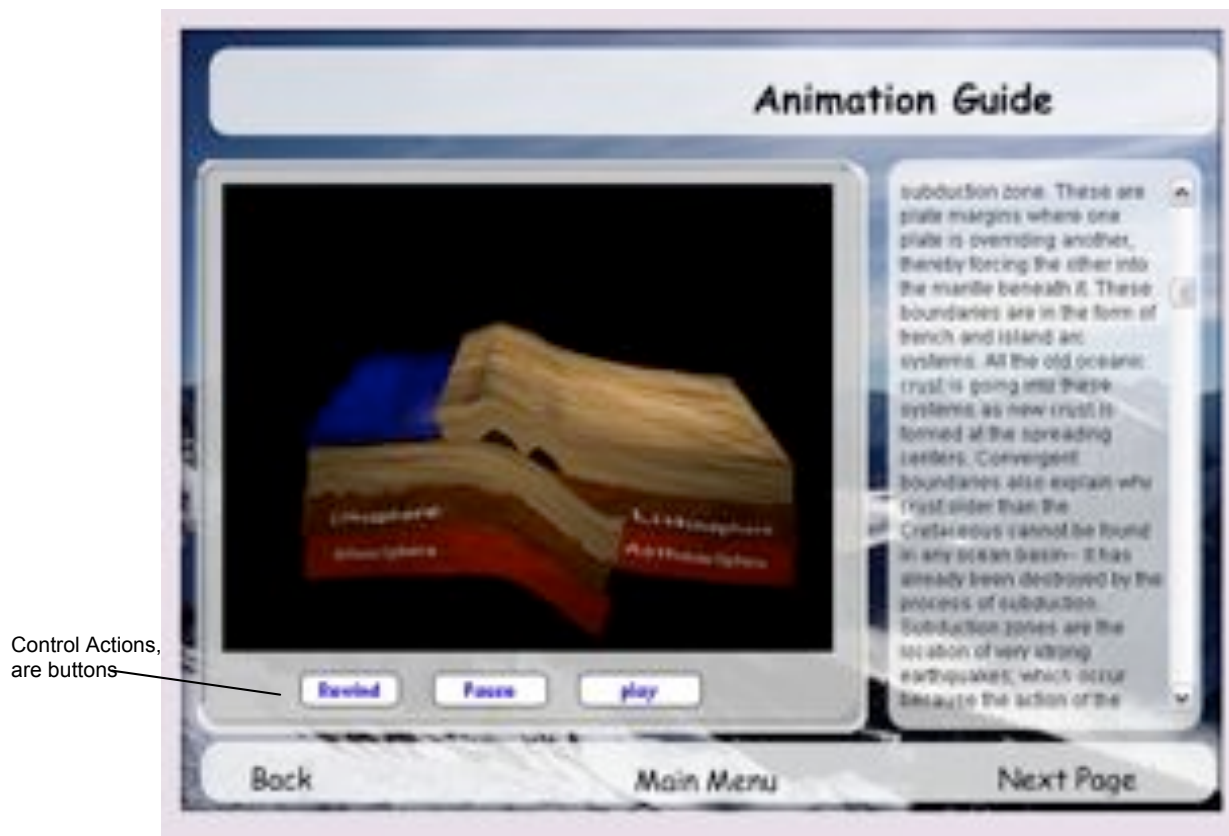 Animation Guide
subduction zone. These are
plate margins where one
plate is overriding another,
thereby forcing the other into
the mantle beneath it. These
boundaries are in the form of
trench and island arc
systems. All the old oceanic
crust is going into these
systems as new crust is
formed at the spreading
centers. Convergent
boundaries also explain why
crust older than the
Cretaceous cannot be found
in any ocean basin-- it has
already been destroyed by the
process of subduction.
Subduction zones are the
location of very strong
earthquakes, which occur
because the action of the
Lithosphere
Control Actions,
are buttons
Rewind Pause play
Back Main Menu Next Page